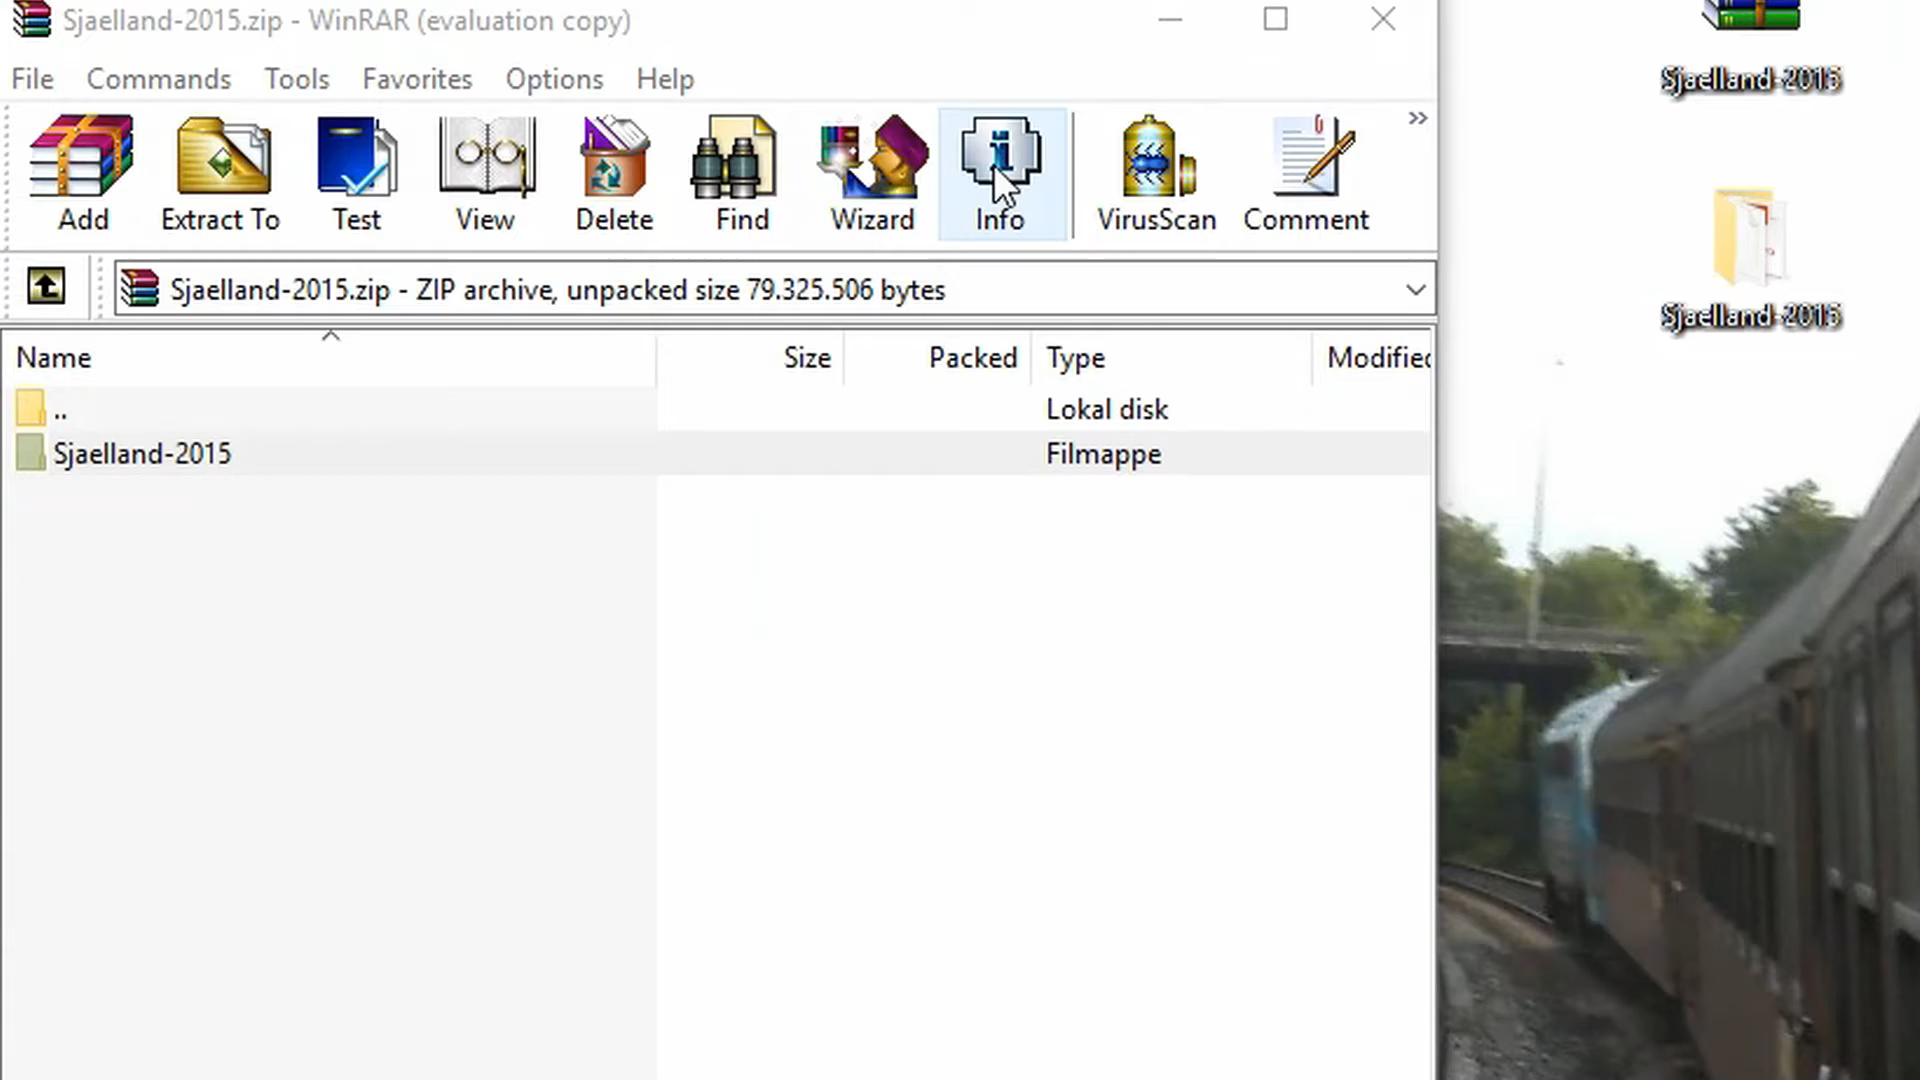 Sjaelland-2015.zip - WinRAR (evaluation copy)
File Commands Tools Favorites Options Help
Add Extract To Test View Delete Find Wizard Info VirusScan Comment
Sjaelland-2015.zip - ZIP archive, unpacked size 79.325.506 bytes
Name Size Packed Type Modified
.. Lokal disk
Sjaelland-2015 Filmappe
Sjaelland-2015
Sjaelland-2015